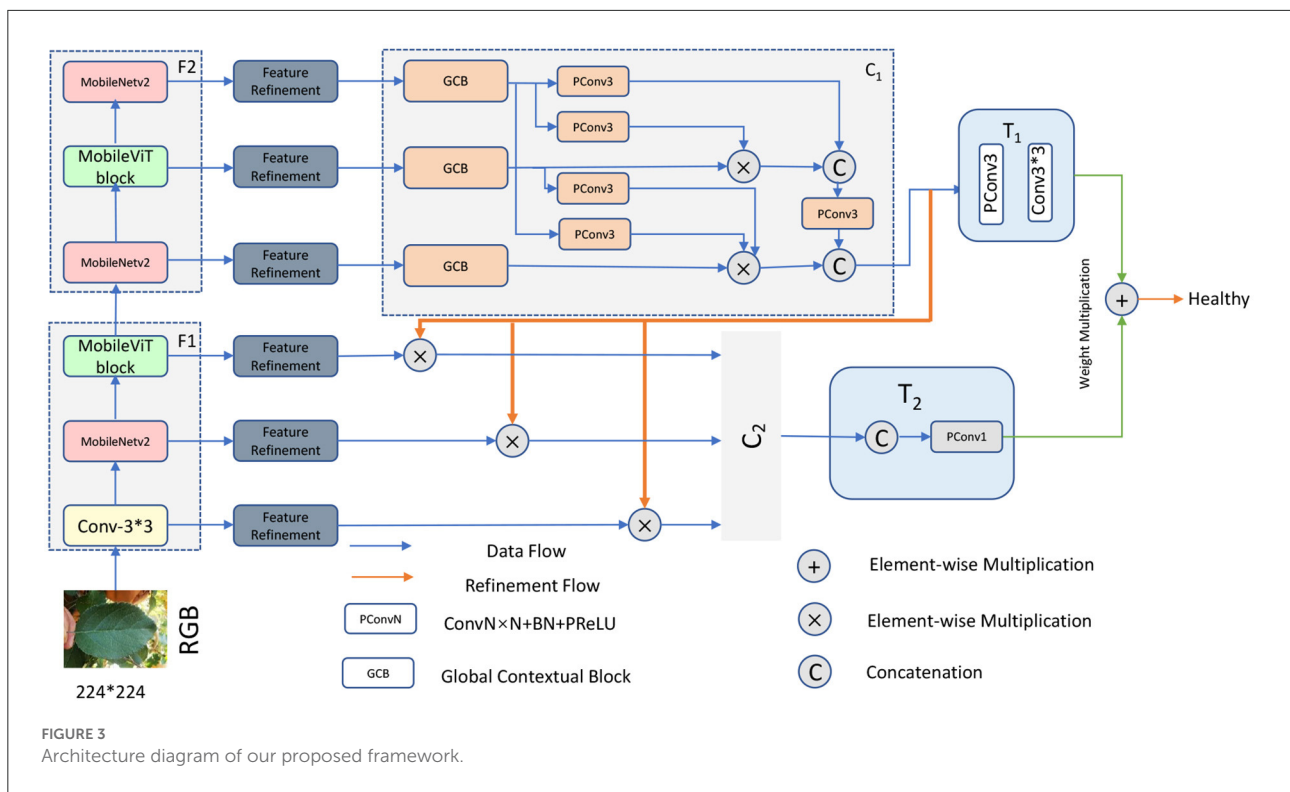 F2
MobileNetv2
Feature
Refinement
GCB
PConv3
C1
PConv3
MobileViT
block
Feature
Refinement
GCB
×
C
PConv3
PConv3
PConv3
MobileNetv2
Feature
Refinement
GCB
×
C
T1
PConv3
Conv3*3
Weight Multiplication
+
Healthy
F1
MobileViT
block
Feature
Refinement
×
MobileNetv2
Feature
Refinement
×
Conv-3*3
Feature
Refinement
×
C2
T2
C
PConv1
RGB
224*224
Data Flow
Refinement Flow
PConvN
ConvN×N+BN+PReLU
GCB
Global Contextual Block
+
Element-wise Multiplication
×
Element-wise Multiplication
C
Concatenation
FIGURE 3
Architecture diagram of our proposed framework.